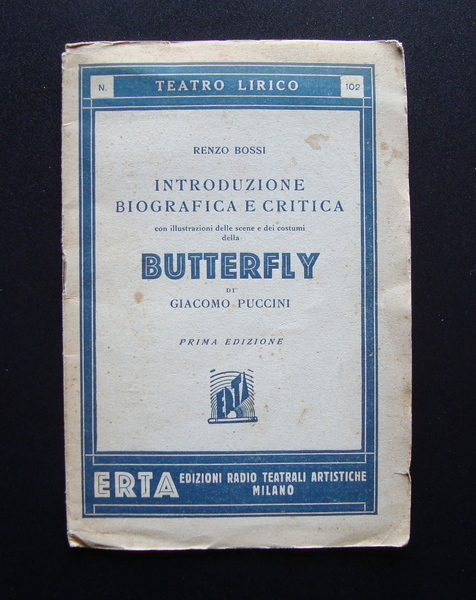 N. TEATRO LIRICO 102
RENZO BOSSI
INTRODUZIONE
BIOGRAFICA E CRITICA
con illustrazioni delle scene e dei costumi
della
BUTTERFLY
DI
GIACOMO PUCCINI
PRIMA EDIZIONE
ERTA
ERTA EDIZIONI RADIO TEATRALI ARTISTICHE
MILANO